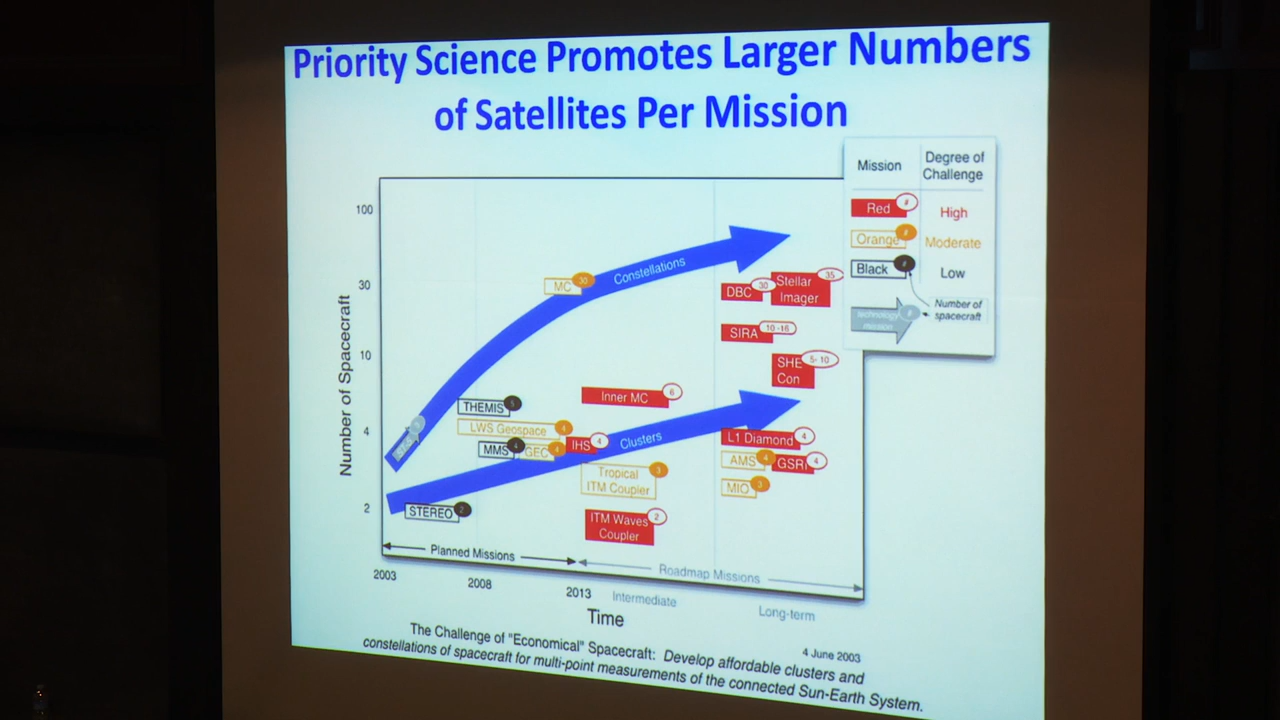 Priority Science Promotes Larger Numbers
of Satellites Per Mission
Mission
Degree of
Challenge
Red #
High
Orange #
Moderate
Black #
Low
technology
mission #
Number of
spacecraft
Number of Spacecraft
100
30
10
4
2
Constellations
MC 30
DBC 30
Stellar
Imager 35
SIRA 10-16
SHE
Con 5-10
Inner MC 6
THEMIS 5
LWS Geospace 4
MMS 4
GEC 4
IHS 4
Clusters
L1 Diamond 4
AMS 4
GSRI 4
MIO 3
Tropical
ITM Coupler 3
ITM Waves
Coupler 2
STEREO 2
Planned Missions
Roadmap Missions
2003
2008
2013
Intermediate
Long-term
Time
4 June 2003
The Challenge of "Economical" Spacecraft: Develop affordable clusters and
constellations of spacecraft for multi-point measurements of the connected Sun-Earth System.